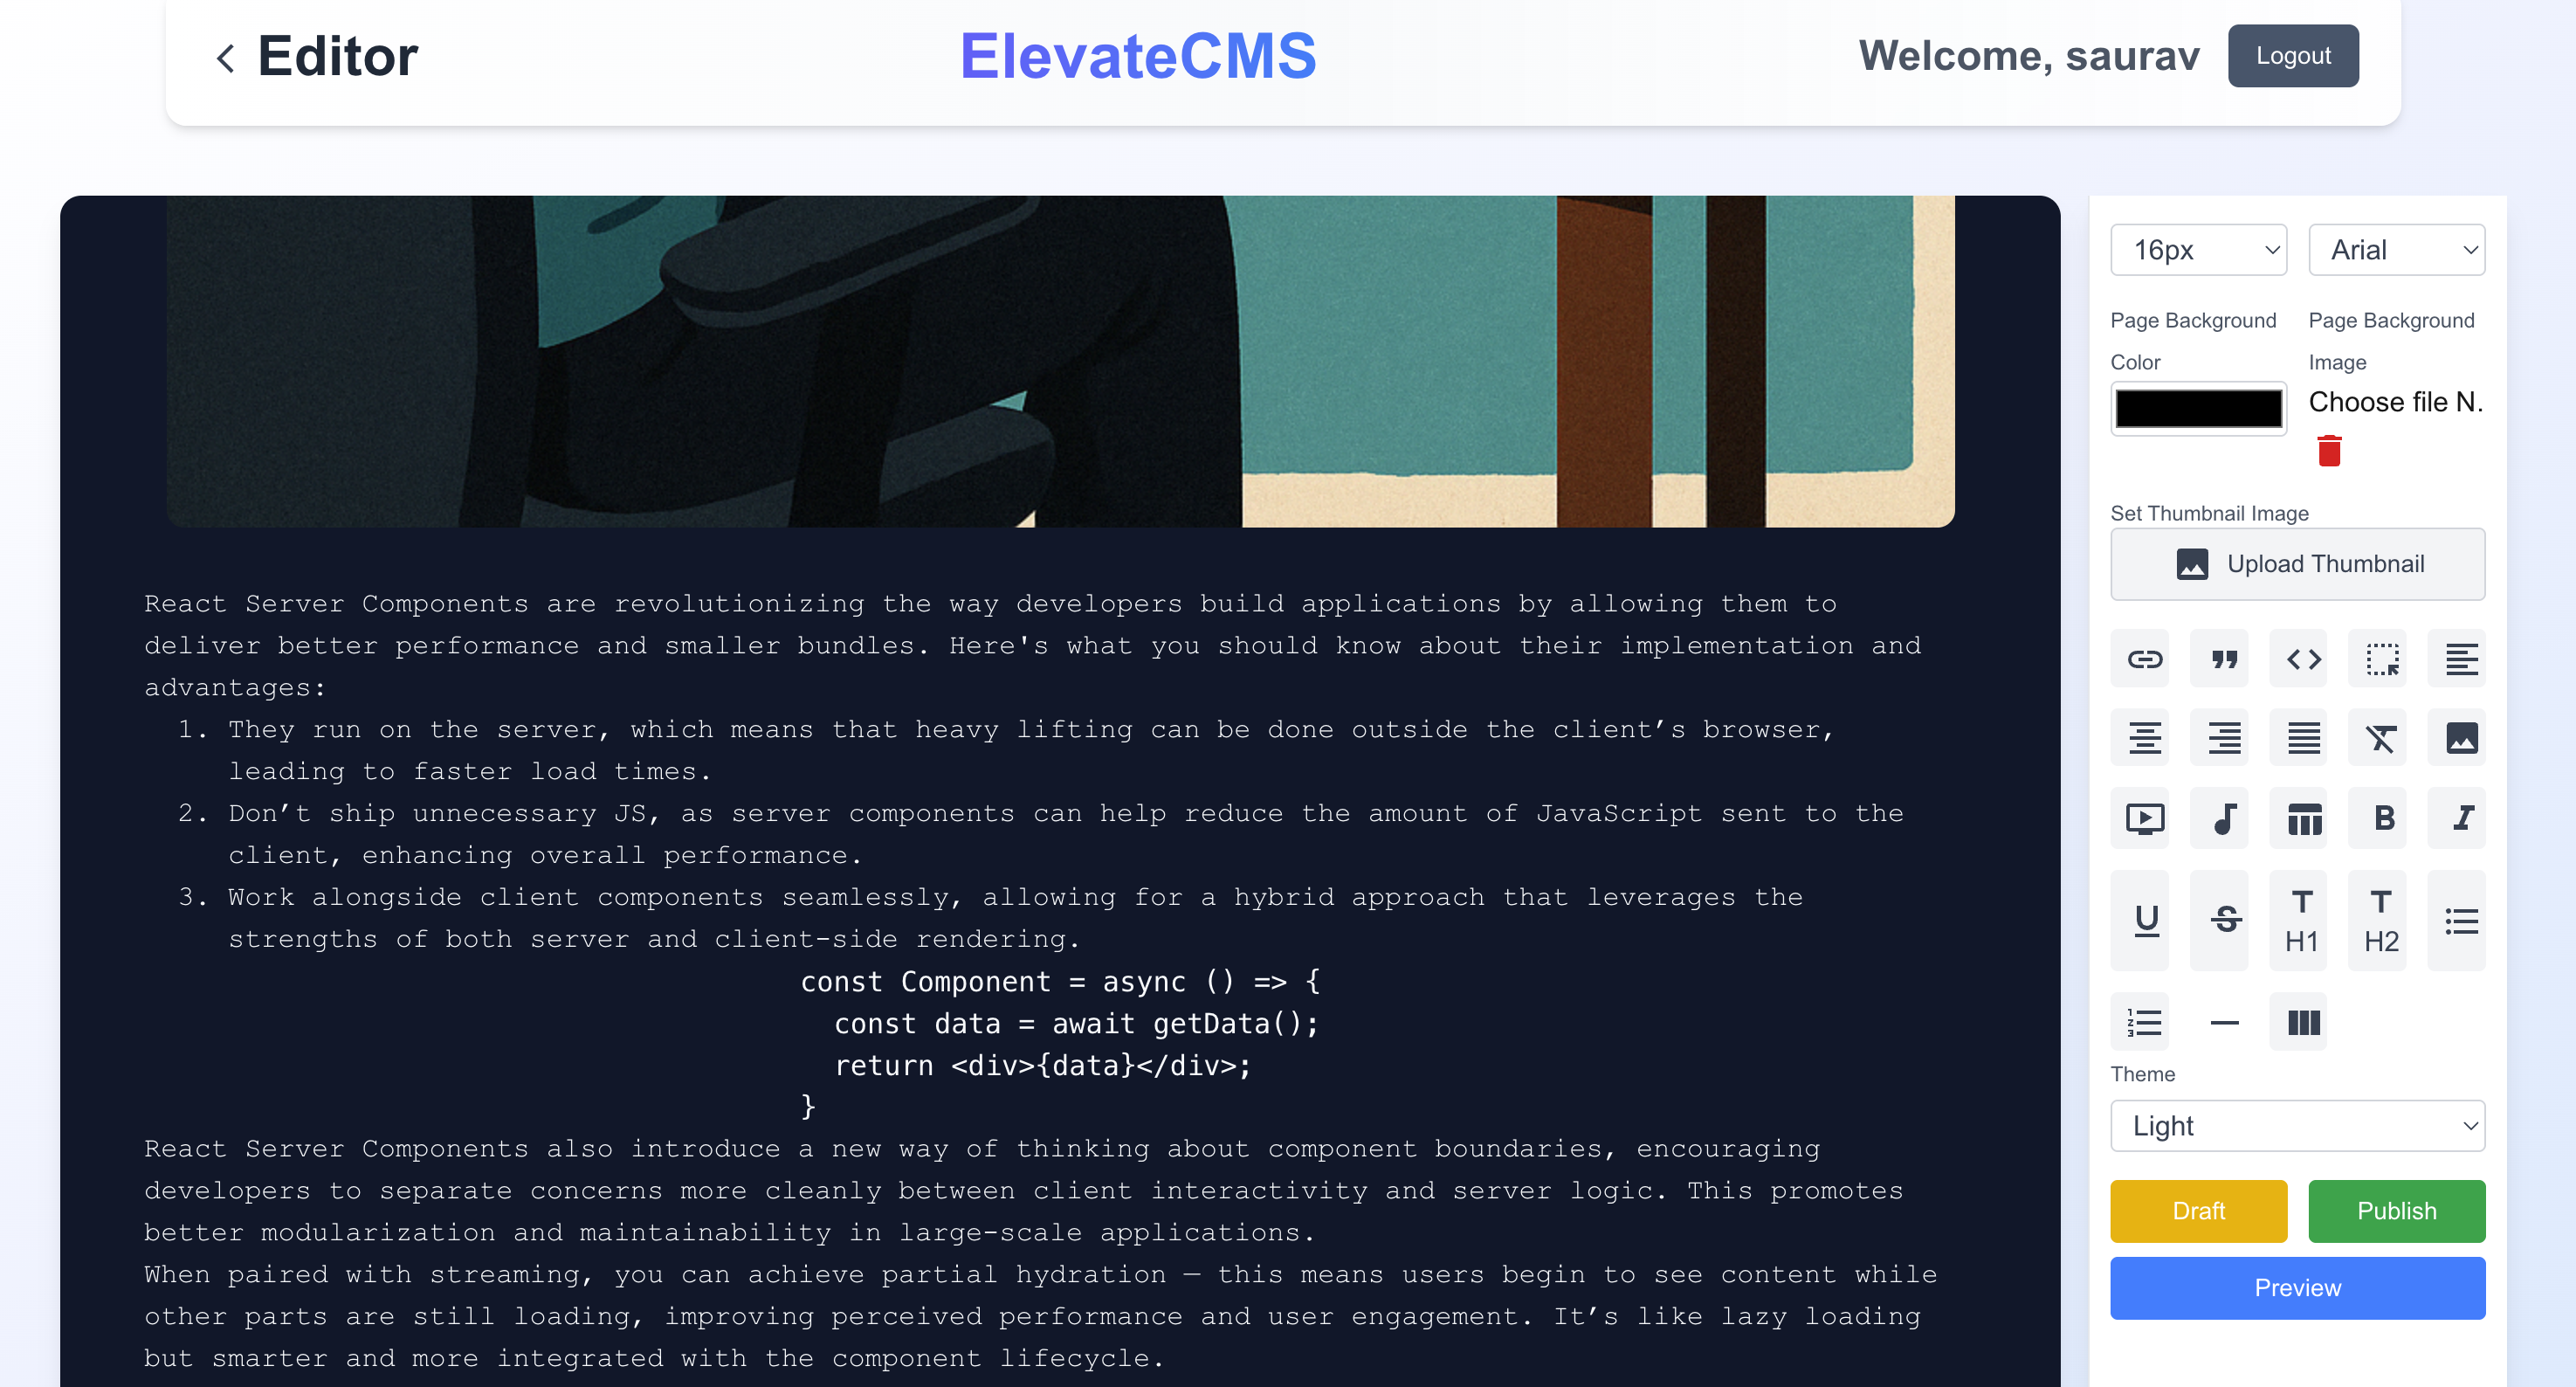 Editor
ElevateCMS
Welcome, saurav
Logout
React Server Components are revolutionizing the way developers build applications by allowing them to
deliver better performance and smaller bundles. Here's what you should know about their implementation and
advantages:
1. They run on the server, which means that heavy lifting can be done outside the client’s browser,
leading to faster load times.
2. Don’t ship unnecessary JS, as server components can help reduce the amount of JavaScript sent to the
client, enhancing overall performance.
3. Work alongside client components seamlessly, allowing for a hybrid approach that leverages the
strengths of both server and client-side rendering.
const Component = async () => {
  const data = await getData();
  return <div>{data}</div>;
}
React Server Components also introduce a new way of thinking about component boundaries, encouraging
developers to separate concerns more cleanly between client interactivity and server logic. This promotes
better modularization and maintainability in large-scale applications.
When paired with streaming, you can achieve partial hydration — this means users begin to see content while
other parts are still loading, improving perceived performance and user engagement. It’s like lazy loading
but smarter and more integrated with the component lifecycle.
16px
Arial
Page Background
Color
Page Background
Image
Choose file N.
Set Thumbnail Image
Upload Thumbnail
B
I
U
S
T
H1
T
H2
Theme
Light
Draft
Publish
Preview